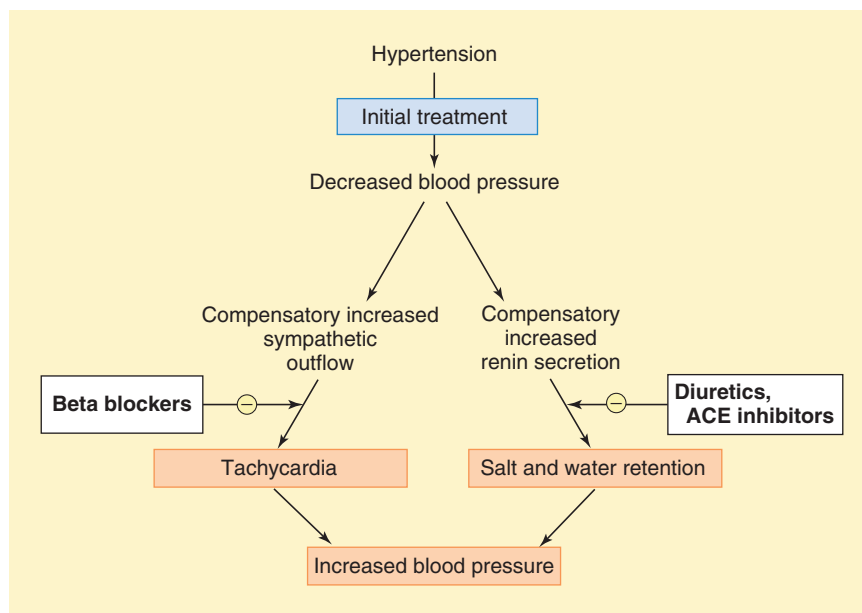 Hypertension
Initial treatment
Decreased blood pressure
Compensatory increased
sympathetic
outflow
Compensatory
increased
renin secretion
Beta blockers
−
−
Diuretics,
ACE inhibitors
Tachycardia
Salt and water retention
Increased blood pressure